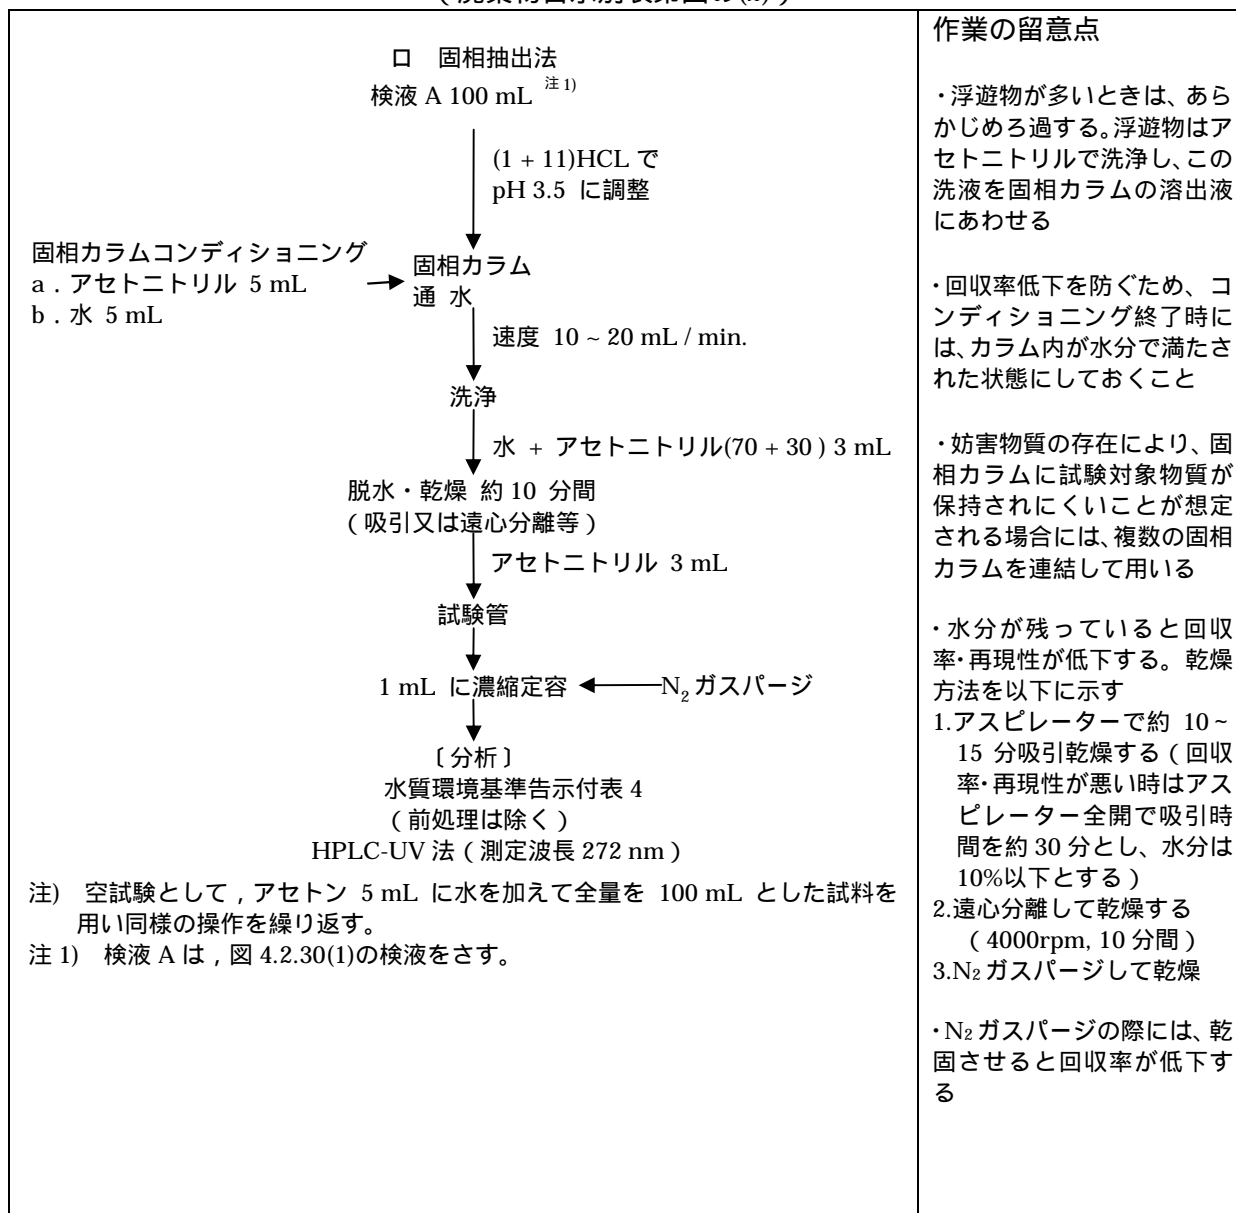 ロ 固相抽出法
検液 A 100 mL 注 1)
(1 + 11)HCL で
pH 3.5 に調整
固相カラムコンディショニング
a．アセトニトリル 5 mL
b．水 5 mL
固相カラム
通 水
速度 10 ~ 20 mL / min.
洗浄
水 + アセトニトリル(70 + 30 ) 3 mL
脱水・乾燥 約 10 分間
（吸引又は遠心分離等）
アセトニトリル 3 mL
試験管
1 mL に濃縮定容
N2 ガスパージ
〔分析〕
水質環境基準告示付表 4
（前処理は除く）
HPLC-UV 法（測定波長 272 nm）
注) 空試験として，アセトン 5 mL に水を加えて全量を 100 mL とした試料を
用い同様の操作を繰り返す。
注 1) 検液 A は，図 4.2.30(1)の検液をさす。
作業の留意点
・浮遊物が多いときは、あら
かじめろ過する。浮遊物はア
セトニトリルで洗浄し、この
洗液を固相カラムの溶出液
にあわせる
・回収率低下を防ぐため、コ
ンディショニング終了時に
は、カラム内が水分で満たさ
れた状態にしておくこと
・妨害物質の存在により、固
相カラムに試験対象物質が
保持されにくいことが想定
される場合には、複数の固相
カラムを連結して用いる
・水分が残っていると回収
率・再現性が低下する。乾燥
方法を以下に示す
1.アスピレーターで約 10~
15 分吸引乾燥する（回収
率・再現性が悪い時はアス
ピレーター全開で吸引時
間を約 30 分とし、水分は
10%以下とする）
2.遠心分離して乾燥する
（4000rpm, 10 分間）
3.N2 ガスパージして乾燥
・N2 ガスパージの際には、乾
固させると回収率が低下す
る